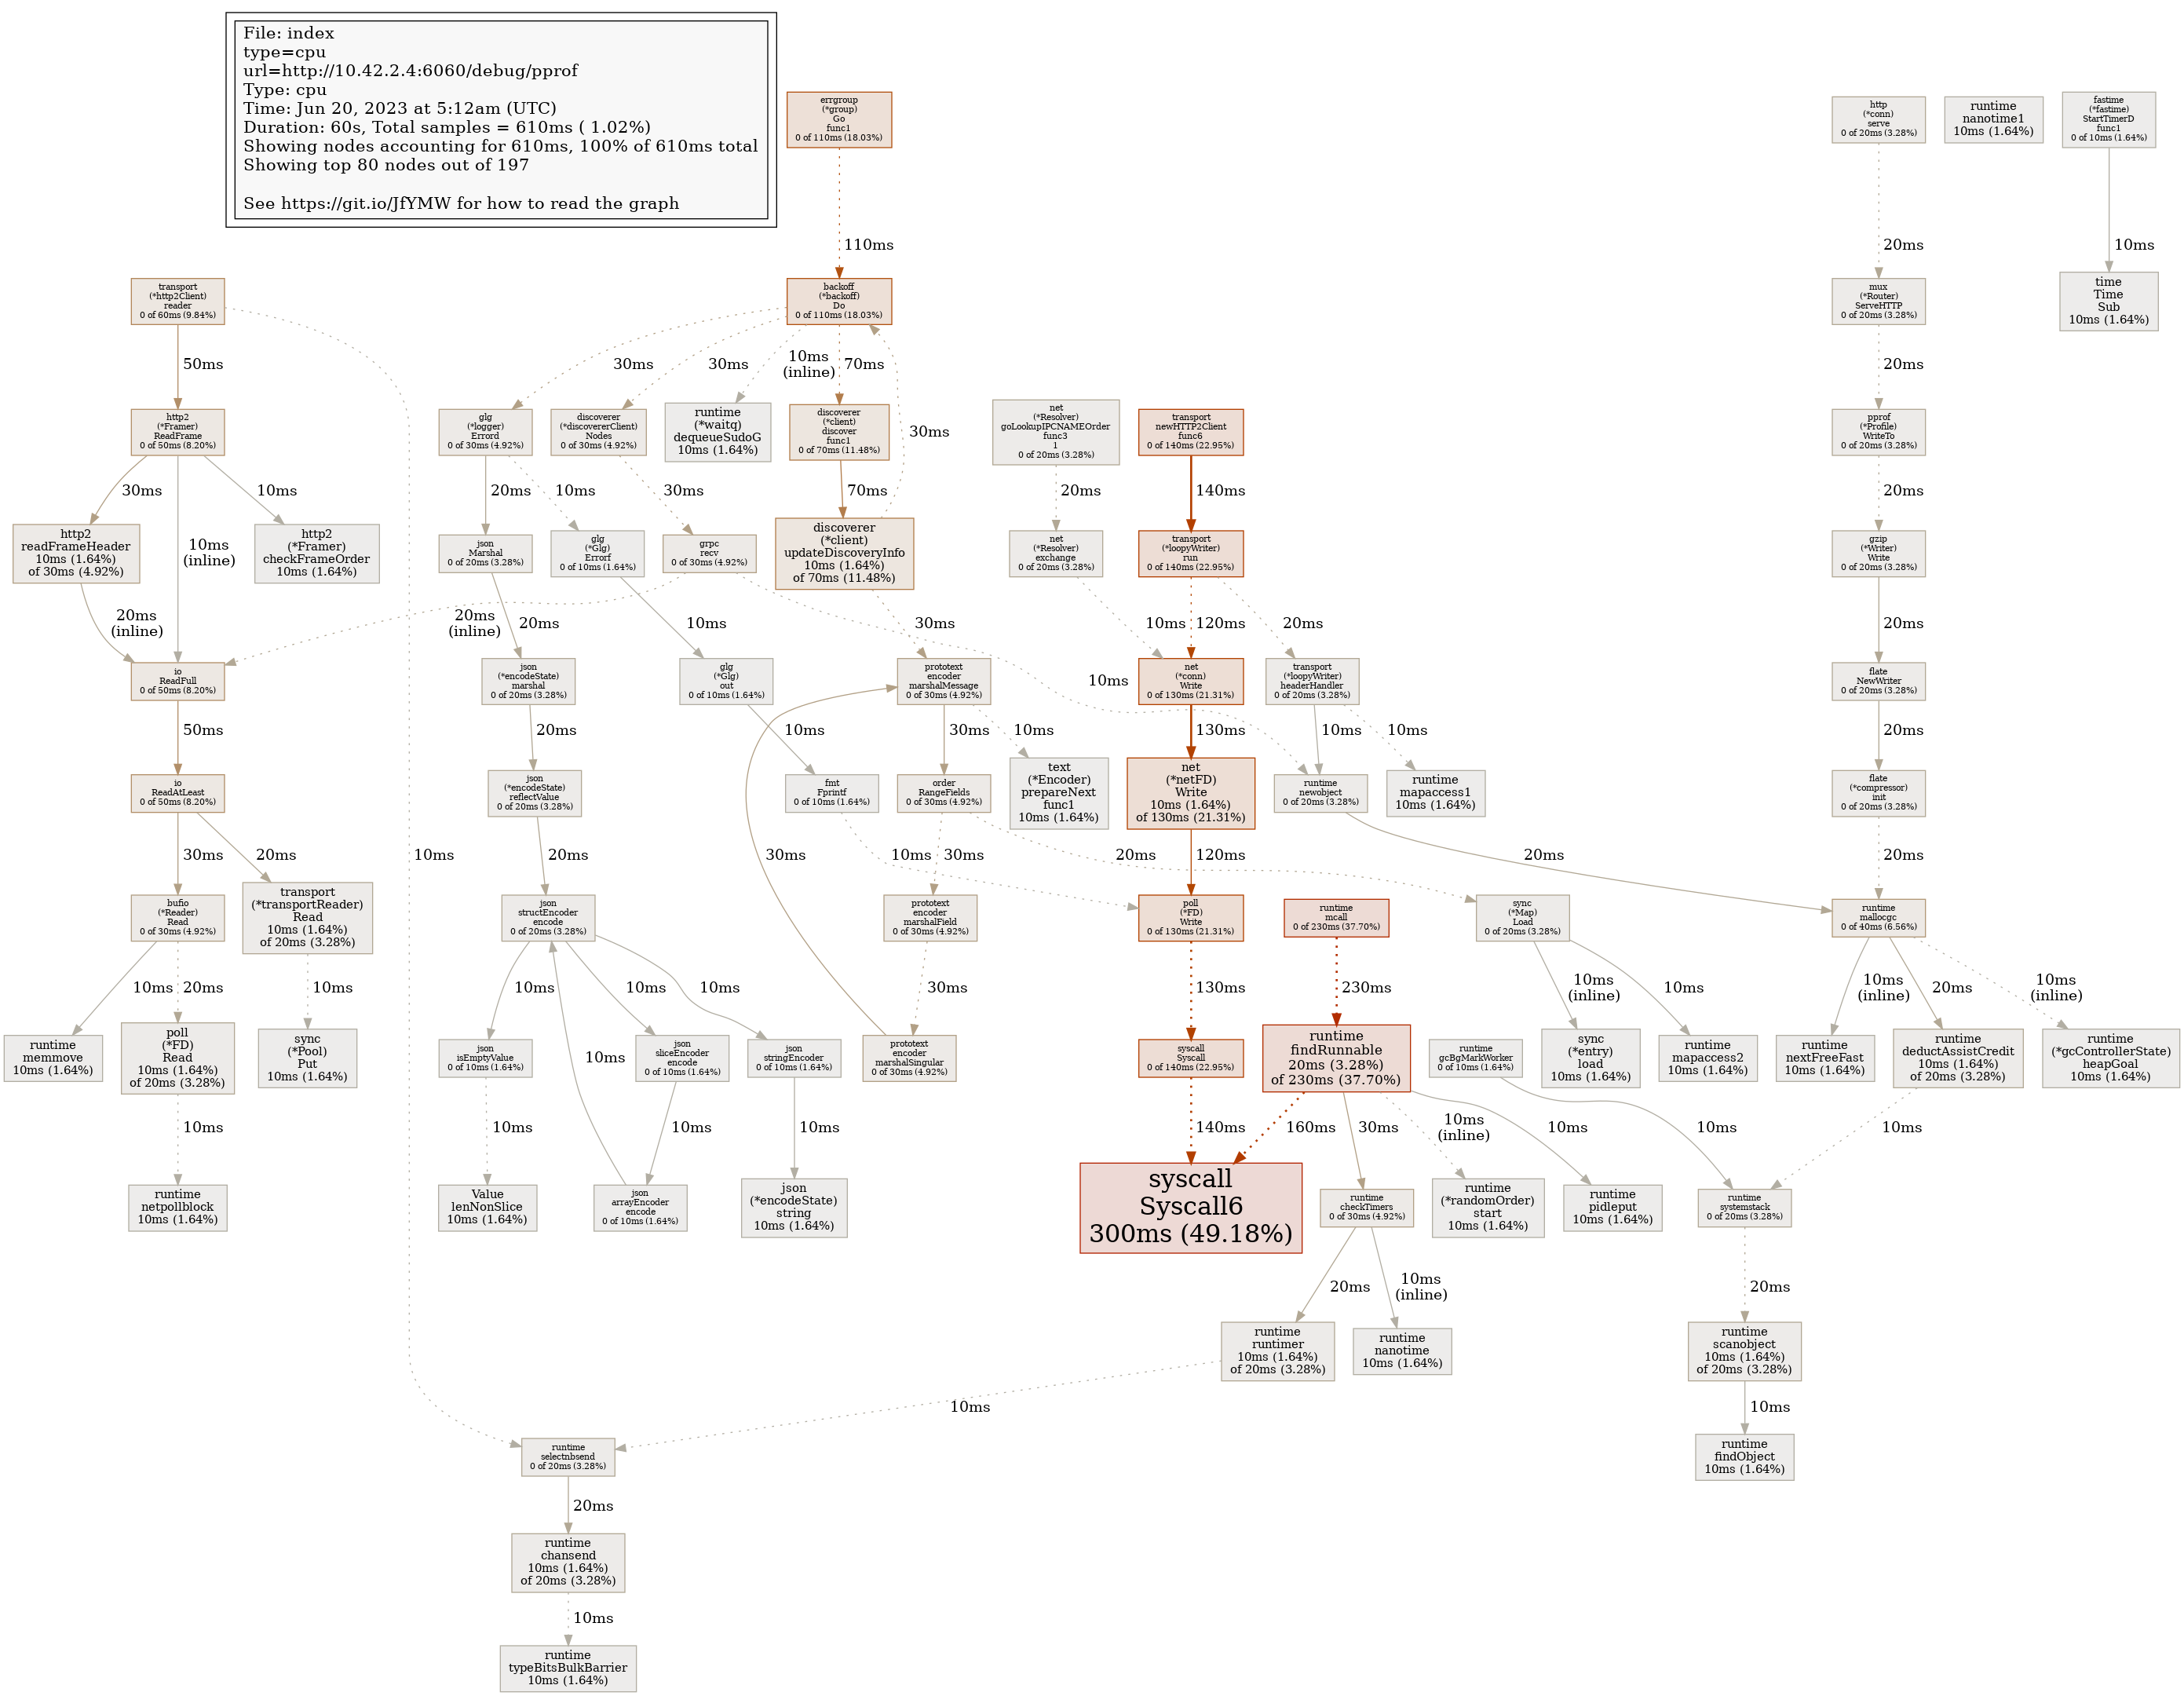 File: index
type=cpu
url=http://10.42.2.4:6060/debug/pprof
Type: cpu
Time: Jun 20, 2023 at 5:12am (UTC)
Duration: 60s, Total samples = 610ms ( 1.02%)
Showing nodes accounting for 610ms, 100% of 610ms total
Showing top 80 nodes out of 197
See https://git.io/JfYMW for how to read the graph
errgroup
(*group)
Go
func1
0 of 110ms (18.03%)
http
(*conn)
serve
0 of 20ms (3.28%)
runtime
nanotime1
10ms (1.64%)
fastime
(*fastime)
StartTimerD
func1
0 of 10ms (1.64%)
110ms
20ms
10ms
transport
(*http2Client)
reader
0 of 60ms (9.84%)
backoff
(*backoff)
Do
0 of 110ms (18.03%)
mux
(*Router)
ServeHTTP
0 of 20ms (3.28%)
time
Time
Sub
10ms (1.64%)
50ms
30ms
30ms
10ms
(inline)
70ms
20ms
http2
(*Framer)
ReadFrame
0 of 50ms (8.20%)
glg
(*logger)
Errord
0 of 30ms (4.92%)
discoverer
(*discovererClient)
Nodes
0 of 30ms (4.92%)
runtime
(*waitq)
dequeueSudoG
10ms (1.64%)
discoverer
(*client)
discover
func1
0 of 70ms (11.48%)
30ms
net
(*Resolver)
goLookupIPCNAMEOrder
func3
1
0 of 20ms (3.28%)
transport
newHTTP2Client
func6
0 of 140ms (22.95%)
pprof
(*Profile)
WriteTo
0 of 20ms (3.28%)
30ms
10ms
(inline)
10ms
20ms
10ms
30ms
70ms
20ms
140ms
20ms
http2
readFrameHeader
10ms (1.64%)
of 30ms (4.92%)
http2
(*Framer)
checkFrameOrder
10ms (1.64%)
json
Marshal
0 of 20ms (3.28%)
glg
(*Glg)
Errorf
0 of 10ms (1.64%)
grpc
recv
0 of 30ms (4.92%)
discoverer
(*client)
updateDiscoveryInfo
10ms (1.64%)
of 70ms (11.48%)
net
(*Resolver)
exchange
0 of 20ms (3.28%)
transport
(*loopyWriter)
run
0 of 140ms (22.95%)
gzip
(*Writer)
Write
0 of 20ms (3.28%)
20ms
(inline)
20ms
(inline)
20ms
10ms
10ms
30ms
10ms
120ms
20ms
20ms
io
ReadFull
0 of 50ms (8.20%)
json
(*encodeState)
marshal
0 of 20ms (3.28%)
glg
(*Glg)
out
0 of 10ms (1.64%)
prototext
encoder
marshalMessage
0 of 30ms (4.92%)
net
(*conn)
Write
0 of 130ms (21.31%)
transport
(*loopyWriter)
headerHandler
0 of 20ms (3.28%)
flate
NewWriter
0 of 20ms (3.28%)
50ms
20ms
10ms
30ms
10ms
130ms
10ms
10ms
20ms
io
ReadAtLeast
0 of 50ms (8.20%)
json
(*encodeState)
reflectValue
0 of 20ms (3.28%)
fmt
Fprintf
0 of 10ms (1.64%)
order
RangeFields
0 of 30ms (4.92%)
text
(*Encoder)
prepareNext
func1
10ms (1.64%)
net
(*netFD)
Write
10ms (1.64%)
of 130ms (21.31%)
runtime
newobject
0 of 20ms (3.28%)
runtime
mapaccess1
10ms (1.64%)
flate
(*compressor)
init
0 of 20ms (3.28%)
30ms
20ms
10ms
20ms
30ms
10ms
30ms
20ms
120ms
20ms
20ms
bufio
(*Reader)
Read
0 of 30ms (4.92%)
transport
(*transportReader)
Read
10ms (1.64%)
of 20ms (3.28%)
json
structEncoder
encode
0 of 20ms (3.28%)
prototext
encoder
marshalField
0 of 30ms (4.92%)
poll
(*FD)
Write
0 of 130ms (21.31%)
runtime
mcall
0 of 230ms (37.70%)
sync
(*Map)
Load
0 of 20ms (3.28%)
runtime
mallocgc
0 of 40ms (6.56%)
10ms
20ms
10ms
10ms
10ms
10ms
30ms
130ms
230ms
10ms
(inline)
10ms
10ms
(inline)
20ms
10ms
(inline)
runtime
memmove
10ms (1.64%)
poll
(*FD)
Read
10ms (1.64%)
of 20ms (3.28%)
sync
(*Pool)
Put
10ms (1.64%)
json
isEmptyValue
0 of 10ms (1.64%)
10ms
json
sliceEncoder
encode
0 of 10ms (1.64%)
json
stringEncoder
encode
0 of 10ms (1.64%)
prototext
encoder
marshalSingular
0 of 30ms (4.92%)
syscall
Syscall
0 of 140ms (22.95%)
runtime
findRunnable
20ms (3.28%)
of 230ms (37.70%)
runtime
gcBgMarkWorker
0 of 10ms (1.64%)
sync
(*entry)
load
10ms (1.64%)
runtime
mapaccess2
10ms (1.64%)
runtime
nextFreeFast
10ms (1.64%)
runtime
deductAssistCredit
10ms (1.64%)
of 20ms (3.28%)
runtime
(*gcControllerState)
heapGoal
10ms (1.64%)
10ms
10ms
10ms
10ms
140ms
160ms
30ms
10ms
(inline)
10ms
10ms
10ms
runtime
netpollblock
10ms (1.64%)
Value
lenNonSlice
10ms (1.64%)
json
arrayEncoder
encode
0 of 10ms (1.64%)
json
(*encodeState)
string
10ms (1.64%)
syscall
Syscall6
300ms (49.18%)
runtime
checkTimers
0 of 30ms (4.92%)
runtime
(*randomOrder)
start
10ms (1.64%)
runtime
pidleput
10ms (1.64%)
runtime
systemstack
0 of 20ms (3.28%)
20ms
10ms
(inline)
20ms
runtime
runtimer
10ms (1.64%)
of 20ms (3.28%)
runtime
nanotime
10ms (1.64%)
runtime
scanobject
10ms (1.64%)
of 20ms (3.28%)
10ms
10ms
runtime
selectnbsend
0 of 20ms (3.28%)
runtime
findObject
10ms (1.64%)
20ms
runtime
chansend
10ms (1.64%)
of 20ms (3.28%)
10ms
runtime
typeBitsBulkBarrier
10ms (1.64%)